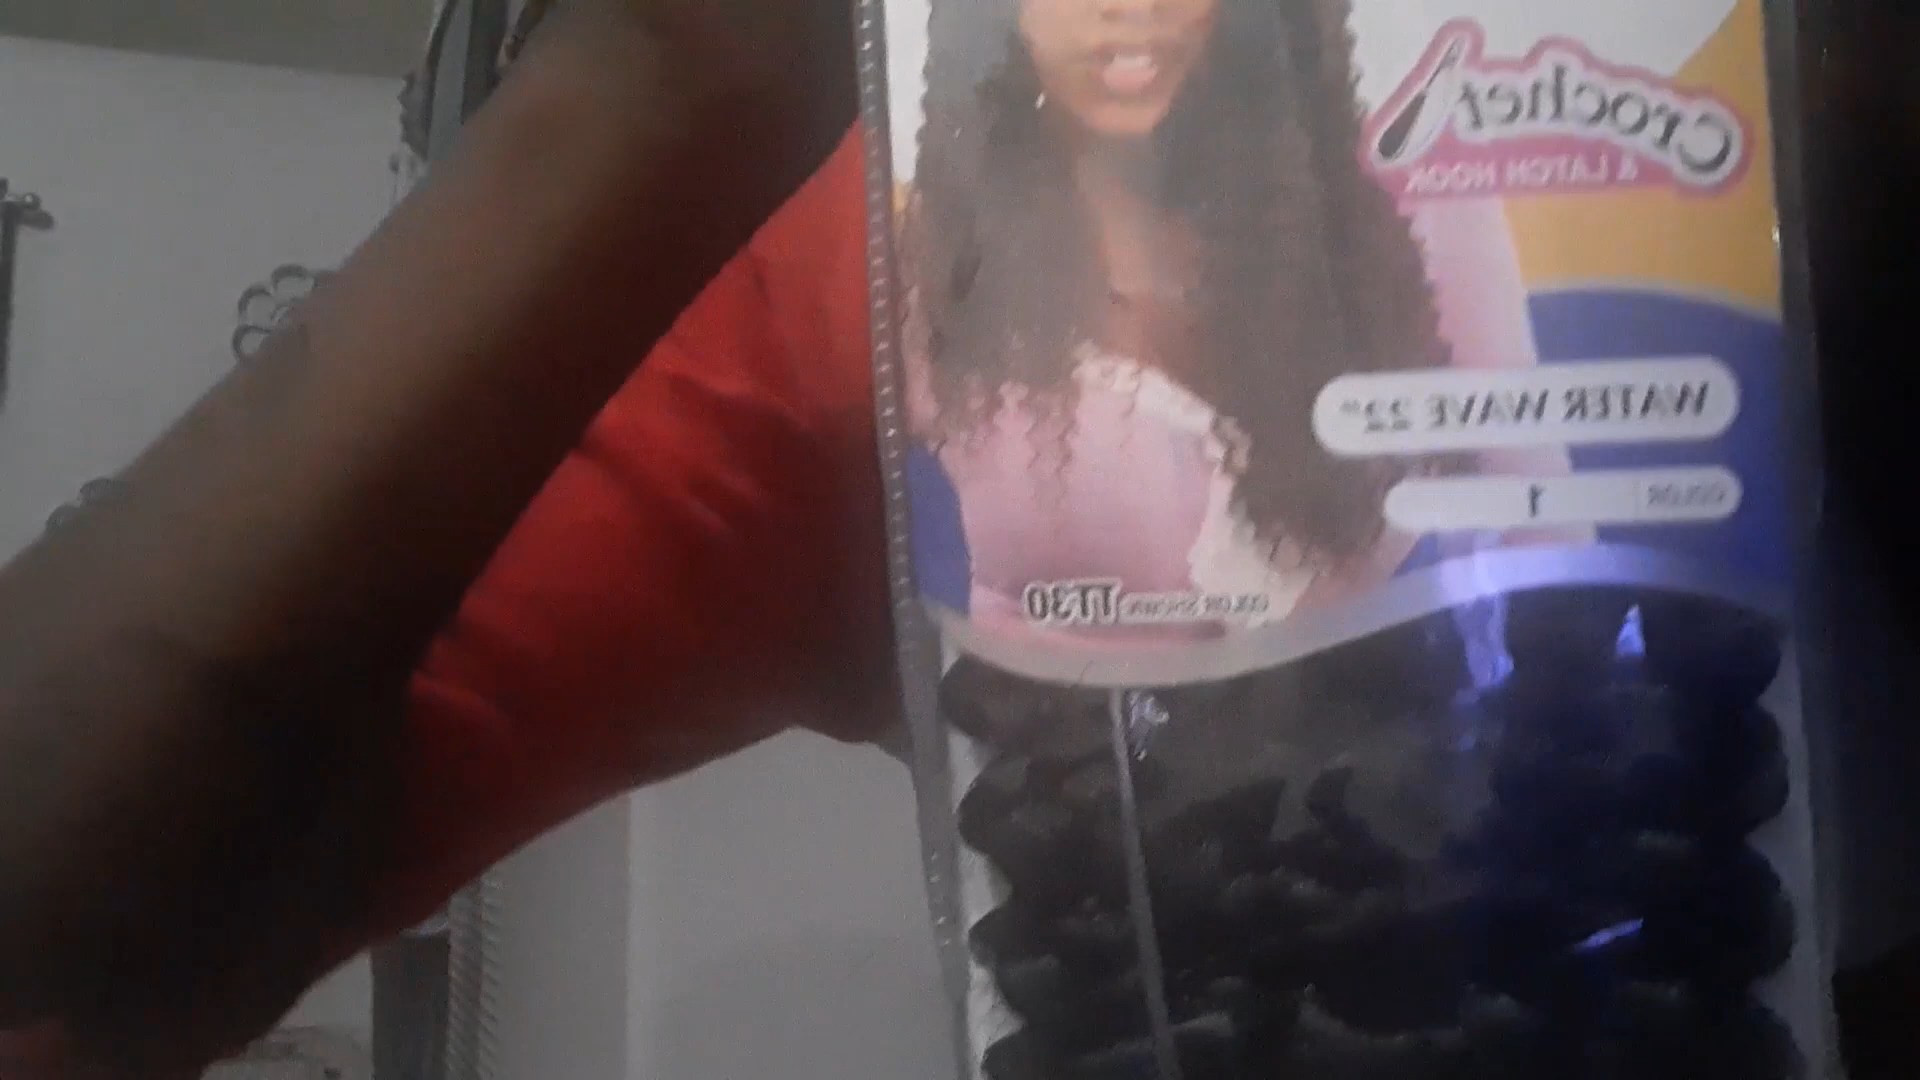 Crochet
& LATCH HOOK
WATER WAVE 22"
COLOR 1
COLOR SHOWN TT30